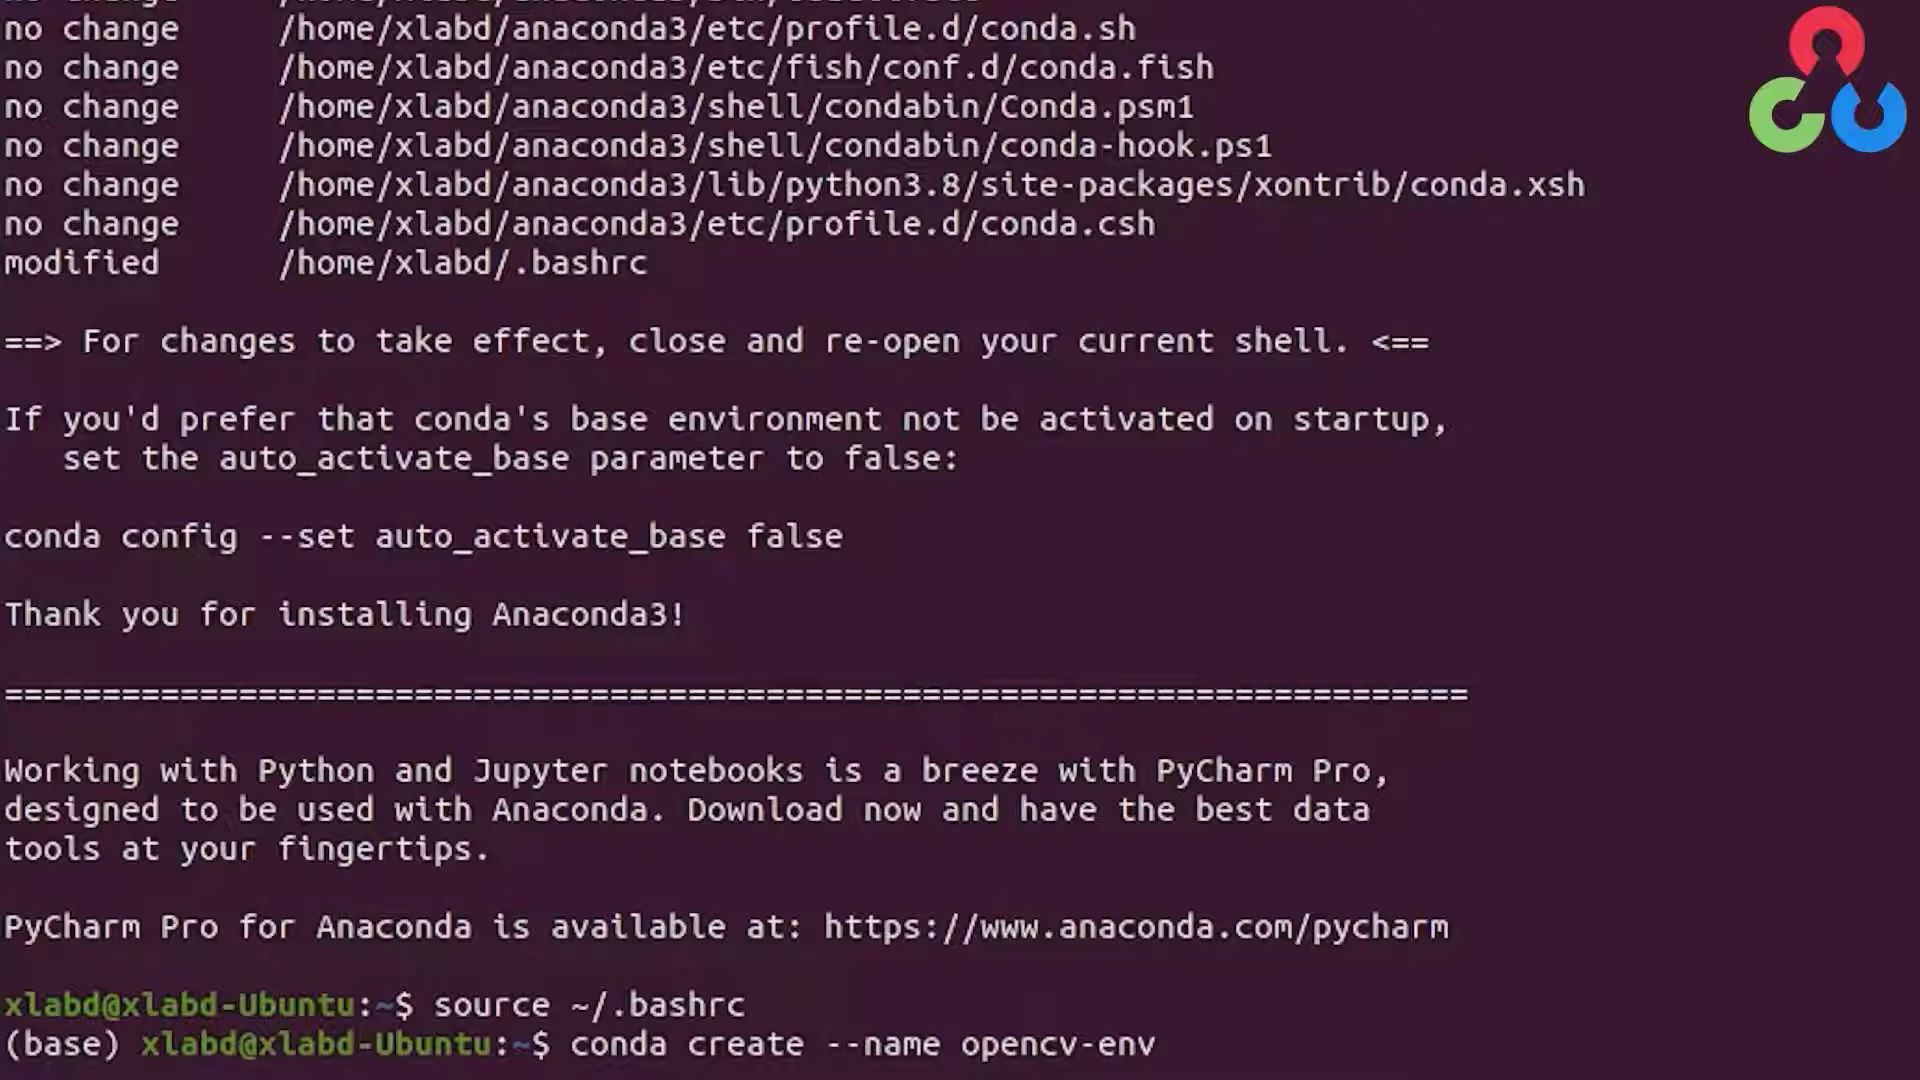 no change     /home/xlabd/anaconda3/etc/profile.d/conda.sh
no change     /home/xlabd/anaconda3/etc/fish/conf.d/conda.fish
no change     /home/xlabd/anaconda3/shell/condabin/Conda.psm1
no change     /home/xlabd/anaconda3/shell/condabin/conda-hook.ps1
no change     /home/xlabd/anaconda3/lib/python3.8/site-packages/xontrib/conda.xsh
no change     /home/xlabd/anaconda3/etc/profile.d/conda.csh
modified      /home/xlabd/.bashrc
==> For changes to take effect, close and re-open your current shell. <==
If you'd prefer that conda's base environment not be activated on startup,
   set the auto_activate_base parameter to false:
conda config --set auto_activate_base false
Thank you for installing Anaconda3!
===========================================================================
Working with Python and Jupyter notebooks is a breeze with PyCharm Pro,
designed to be used with Anaconda. Download now and have the best data
tools at your fingertips.
PyCharm Pro for Anaconda is available at: https://www.anaconda.com/pycharm
xlabd@xlabd-Ubuntu:~$ source ~/.bashrc
(base) xlabd@xlabd-Ubuntu:~$ conda create --name opencv-env